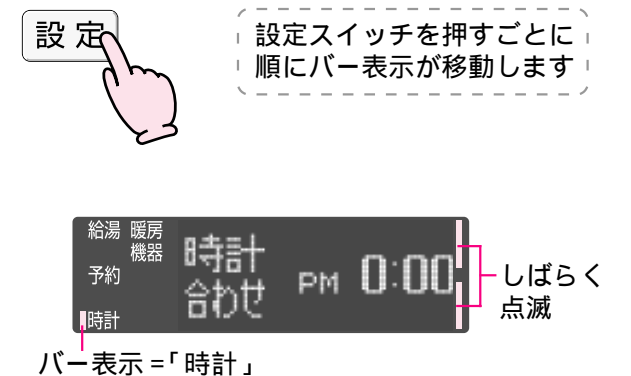 設定
設定スイッチを押すごとに
順にバー表示が移動します
給湯 暖房
機器
予約
時計
時計
合わせ
PM 0:00
しばらく
点滅
バー表示=「時計」